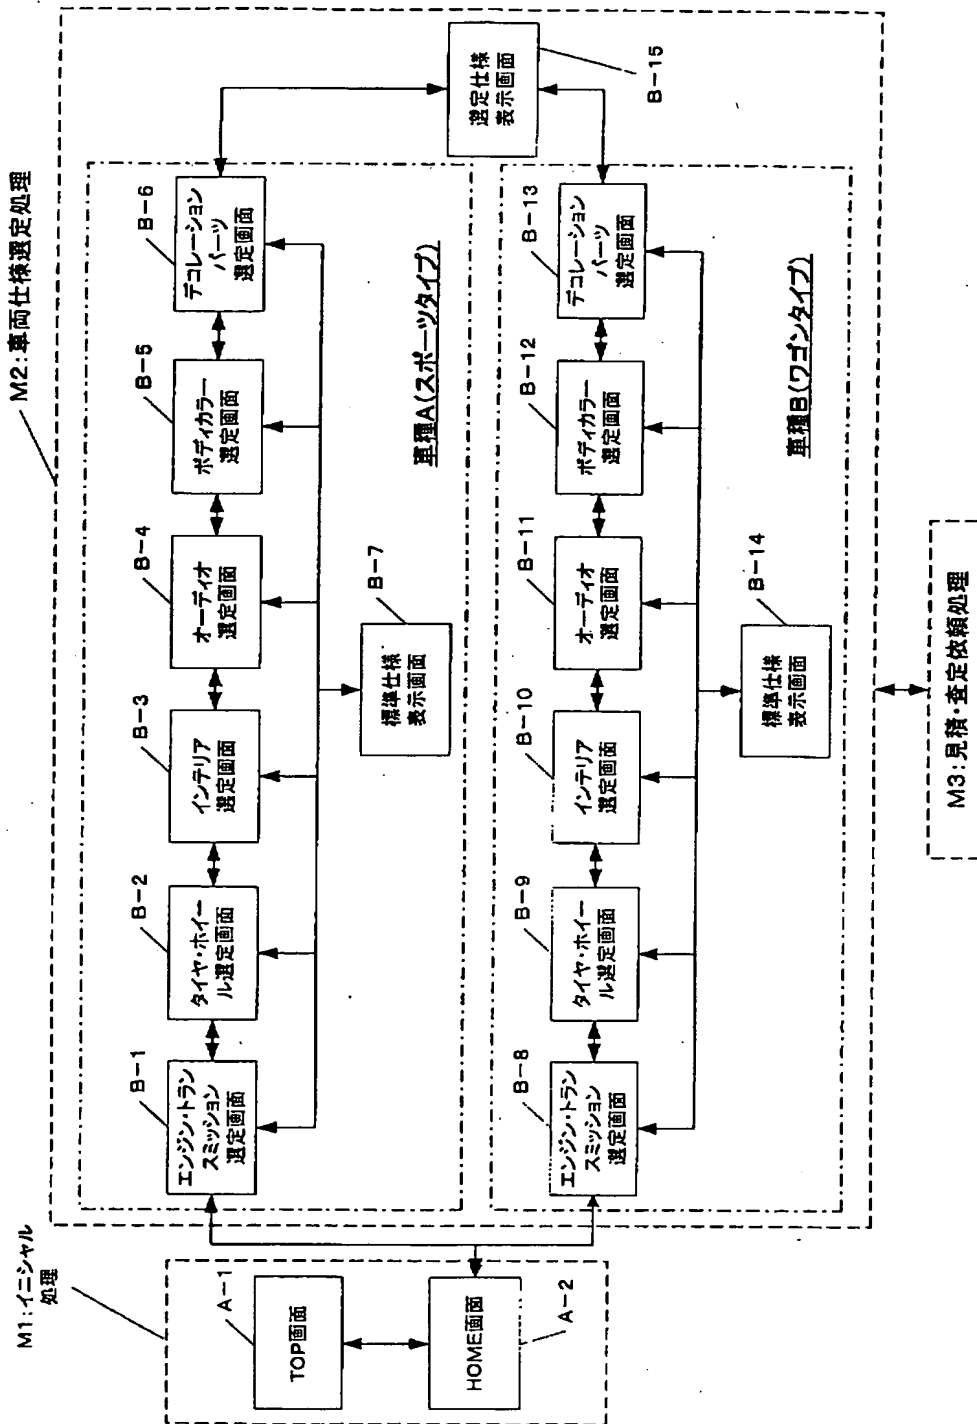 M1:イニシャル
処理
A-1
TOP画面
HOME画面
A-2
M2:車両仕様選定処理
B-1
エンジン・トラン
スミッション
選定画面
B-2
タイヤ・ホイー
ル選定画面
B-3
インテリア
選定画面
B-4
オーディオ
選定画面
B-5
ボディカラー
選定画面
B-6
デコレーション
パーツ
選定画面
B-7
標準仕様
表示画面
車種A(スポーツタイプ)
B-8
エンジン・トラン
スミッション
選定画面
B-9
タイヤ・ホイー
ル選定画面
B-10
インテリア
選定画面
B-11
オーディオ
選定画面
B-12
ボディカラー
選定画面
B-13
デコレーション
パーツ
選定画面
B-14
標準仕様
表示画面
車種B(ワゴンタイプ)
選定仕様
表示画面
B-15
M3:見積・査定依頼処理